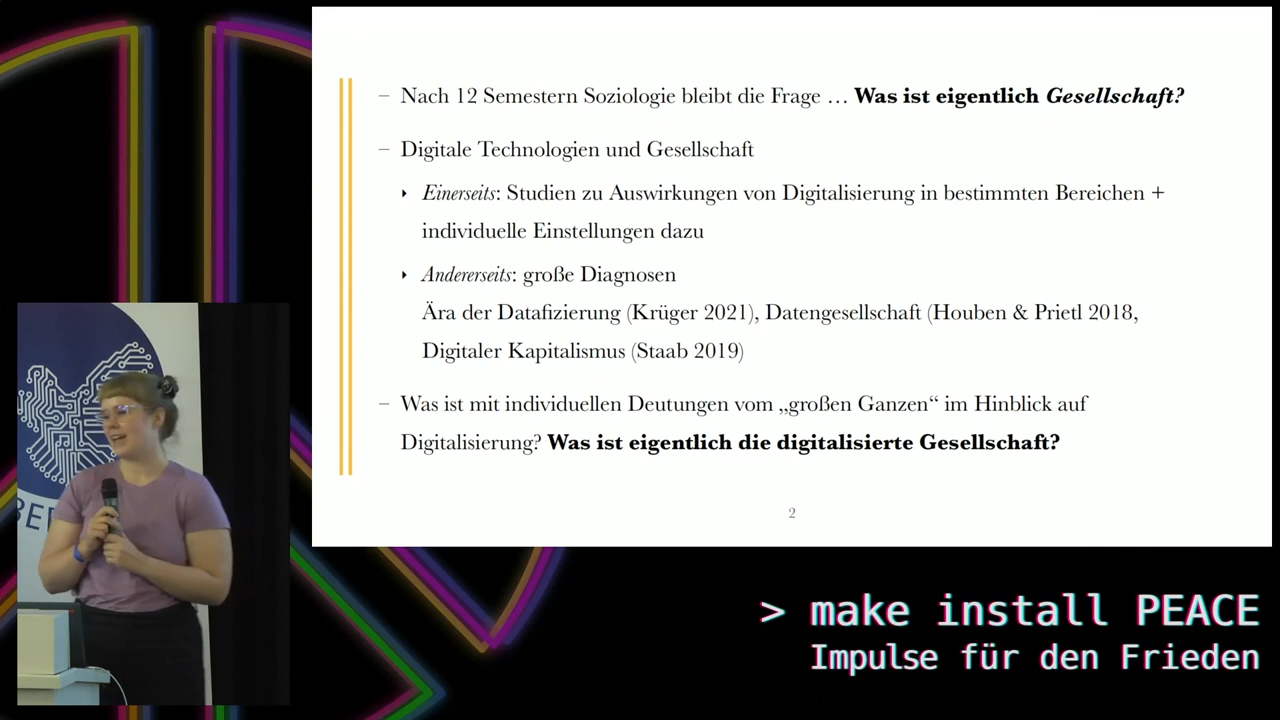 – Nach 12 Semestern Soziologie bleibt die Frage … Was ist eigentlich Gesellschaft?
– Digitale Technologien und Gesellschaft
‣ Einerseits: Studien zu Auswirkungen von Digitalisierung in bestimmten Bereichen +
individuelle Einstellungen dazu
‣ Andererseits: große Diagnosen
Ära der Datafizierung (Krüger 2021), Datengesellschaft (Houben & Prietl 2018,
Digitaler Kapitalismus (Staab 2019)
– Was ist mit individuellen Deutungen vom „großen Ganzen“ im Hinblick auf
Digitalisierung? Was ist eigentlich die digitalisierte Gesellschaft?
2
> make install PEACE
Impulse für den Frieden